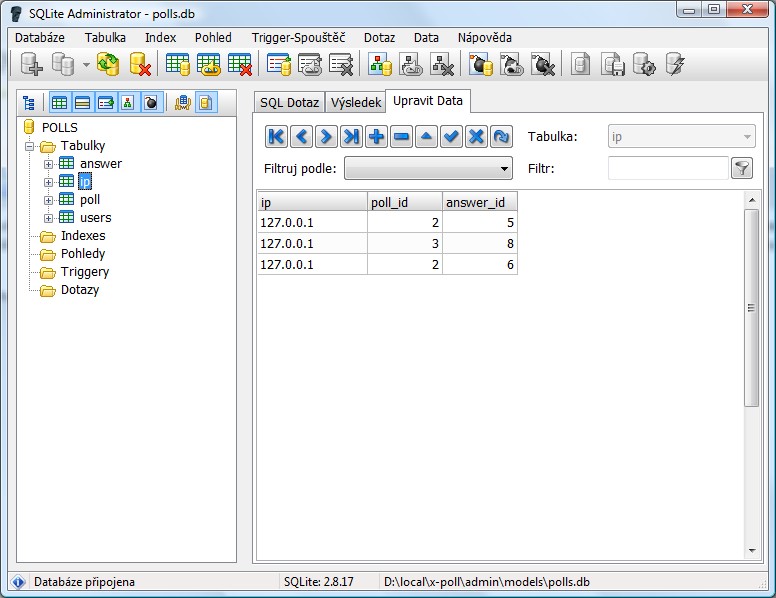 SQLite Administrator - polls.db
Databáze Tabulka Index Pohled Trigger-Spouštěč Dotaz Data Nápověda
SQL Dotaz Výsledek Upravit Data
Tabulka: ip
Filtruj podle: Filtr:
POLLS
Tabulky
answer
ip
poll
users
Indexes
Pohledy
Triggery
Dotazy
ip poll_id answer_id
127.0.0.1 2 5
127.0.0.1 3 8
127.0.0.1 2 6
Databáze připojena SQLite: 2.8.17 D:\local\x-poll\admin\models\polls.db